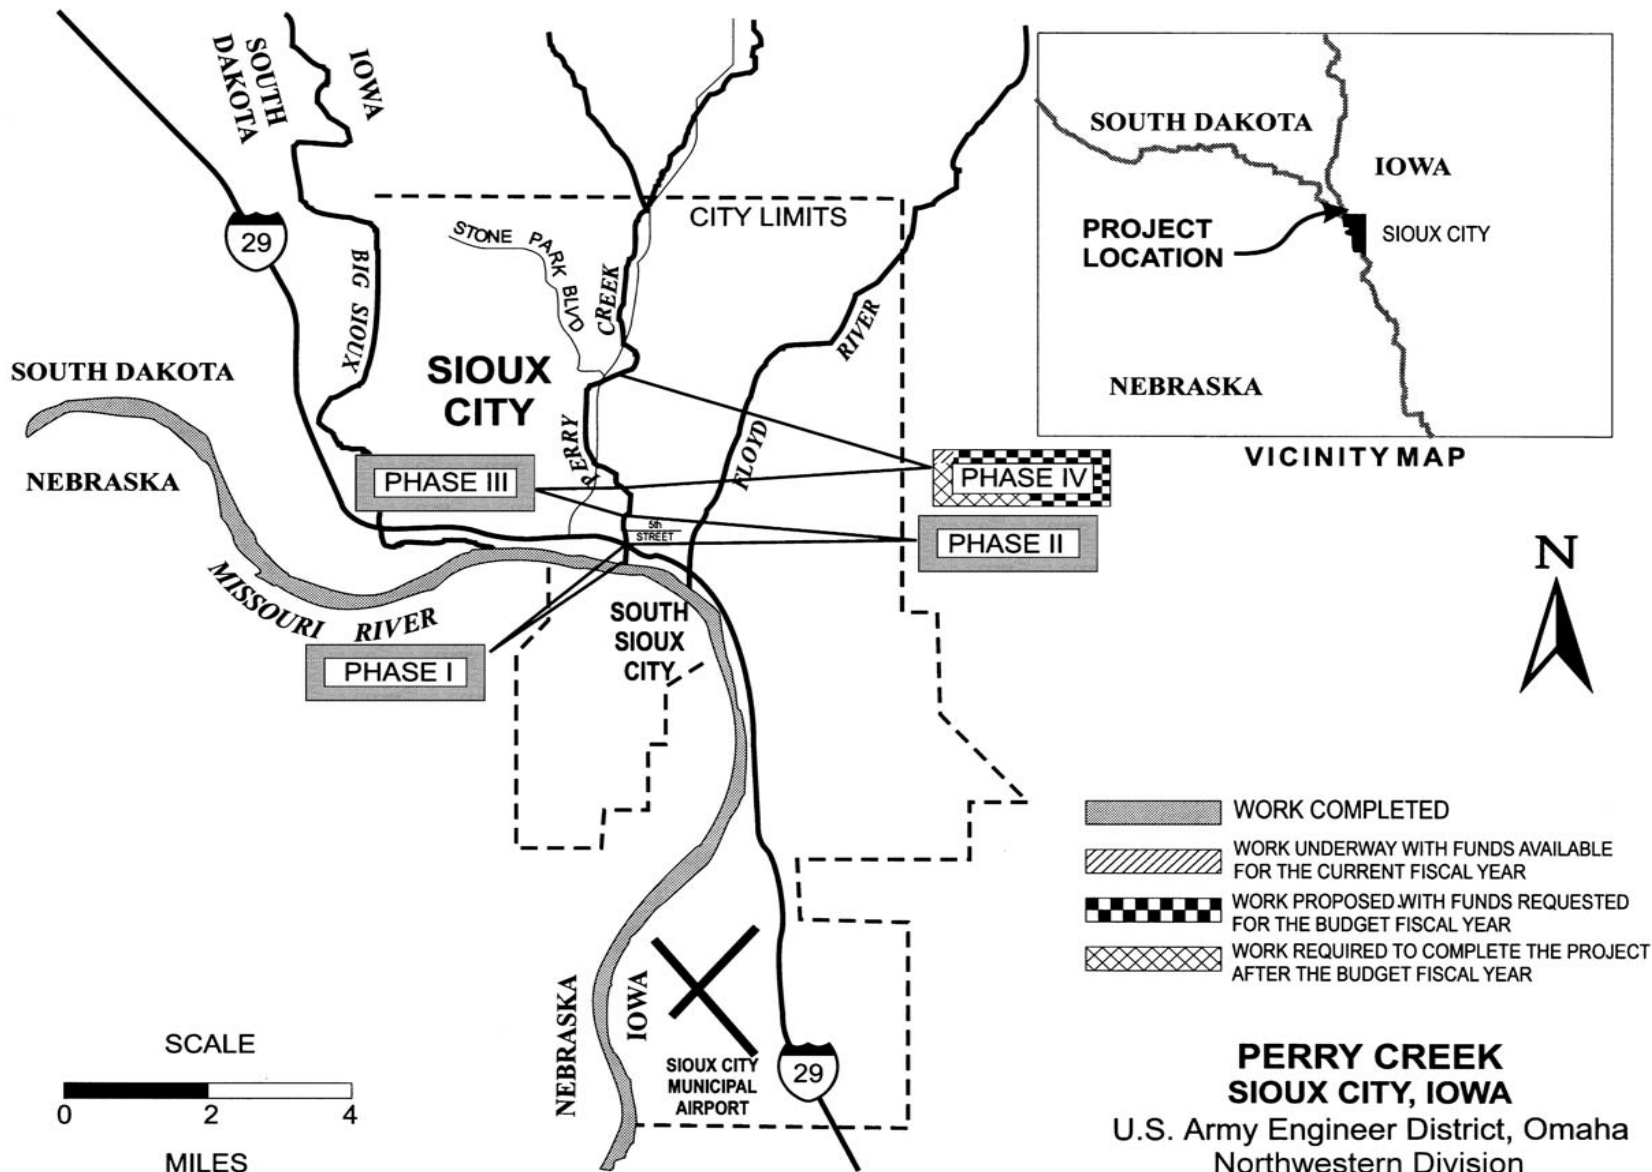 SOUTH
DAKOTA
IOWA
29
CITY LIMITS
STONE PARK BLVD
BIG SIOUX
CREEK
PERRY
RIVER
FLOYD
SOUTH DAKOTA
NEBRASKA
SIOUX
CITY
PHASE III
PHASE IV
PHASE II
PHASE I
5th
STREET
MISSOURI RIVER
SOUTH
SIOUX
CITY
SOUTH DAKOTA
IOWA
PROJECT
LOCATION
SIOUX CITY
NEBRASKA
VICINITY MAP
N
WORK COMPLETED
WORK UNDERWAY WITH FUNDS AVAILABLE
FOR THE CURRENT FISCAL YEAR
WORK PROPOSED WITH FUNDS REQUESTED
FOR THE BUDGET FISCAL YEAR
WORK REQUIRED TO COMPLETE THE PROJECT
AFTER THE BUDGET FISCAL YEAR
NEBRASKA
IOWA
SIOUX CITY
MUNICIPAL
AIRPORT
29
SCALE
0 2 4
MILES
PERRY CREEK
SIOUX CITY, IOWA
U.S. Army Engineer District, Omaha
Northwestern Division